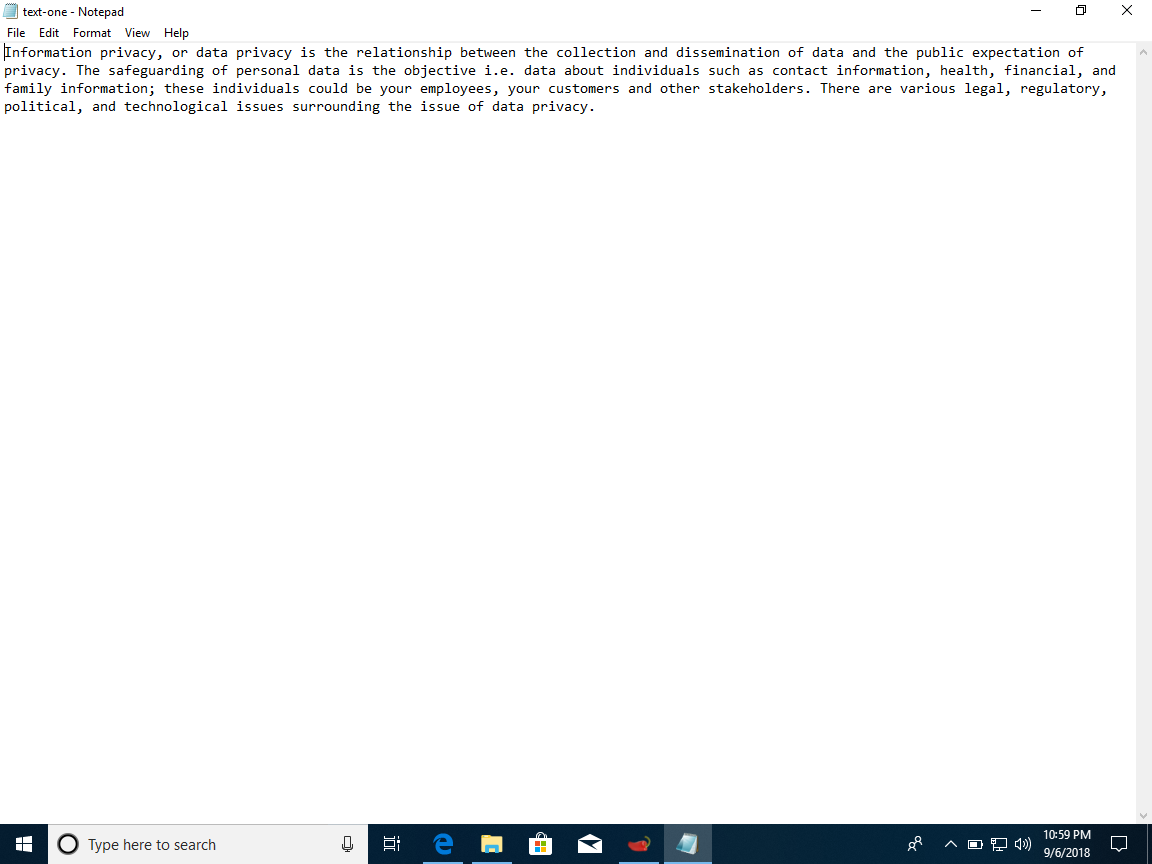 text-one - Notepad
File Edit Format View Help
Information privacy, or data privacy is the relationship between the collection and dissemination of data and the public expectation of
privacy. The safeguarding of personal data is the objective i.e. data about individuals such as contact information, health, financial, and
family information; these individuals could be your employees, your customers and other stakeholders. There are various legal, regulatory,
political, and technological issues surrounding the issue of data privacy.
Type here to search
10:59 PM
9/6/2018